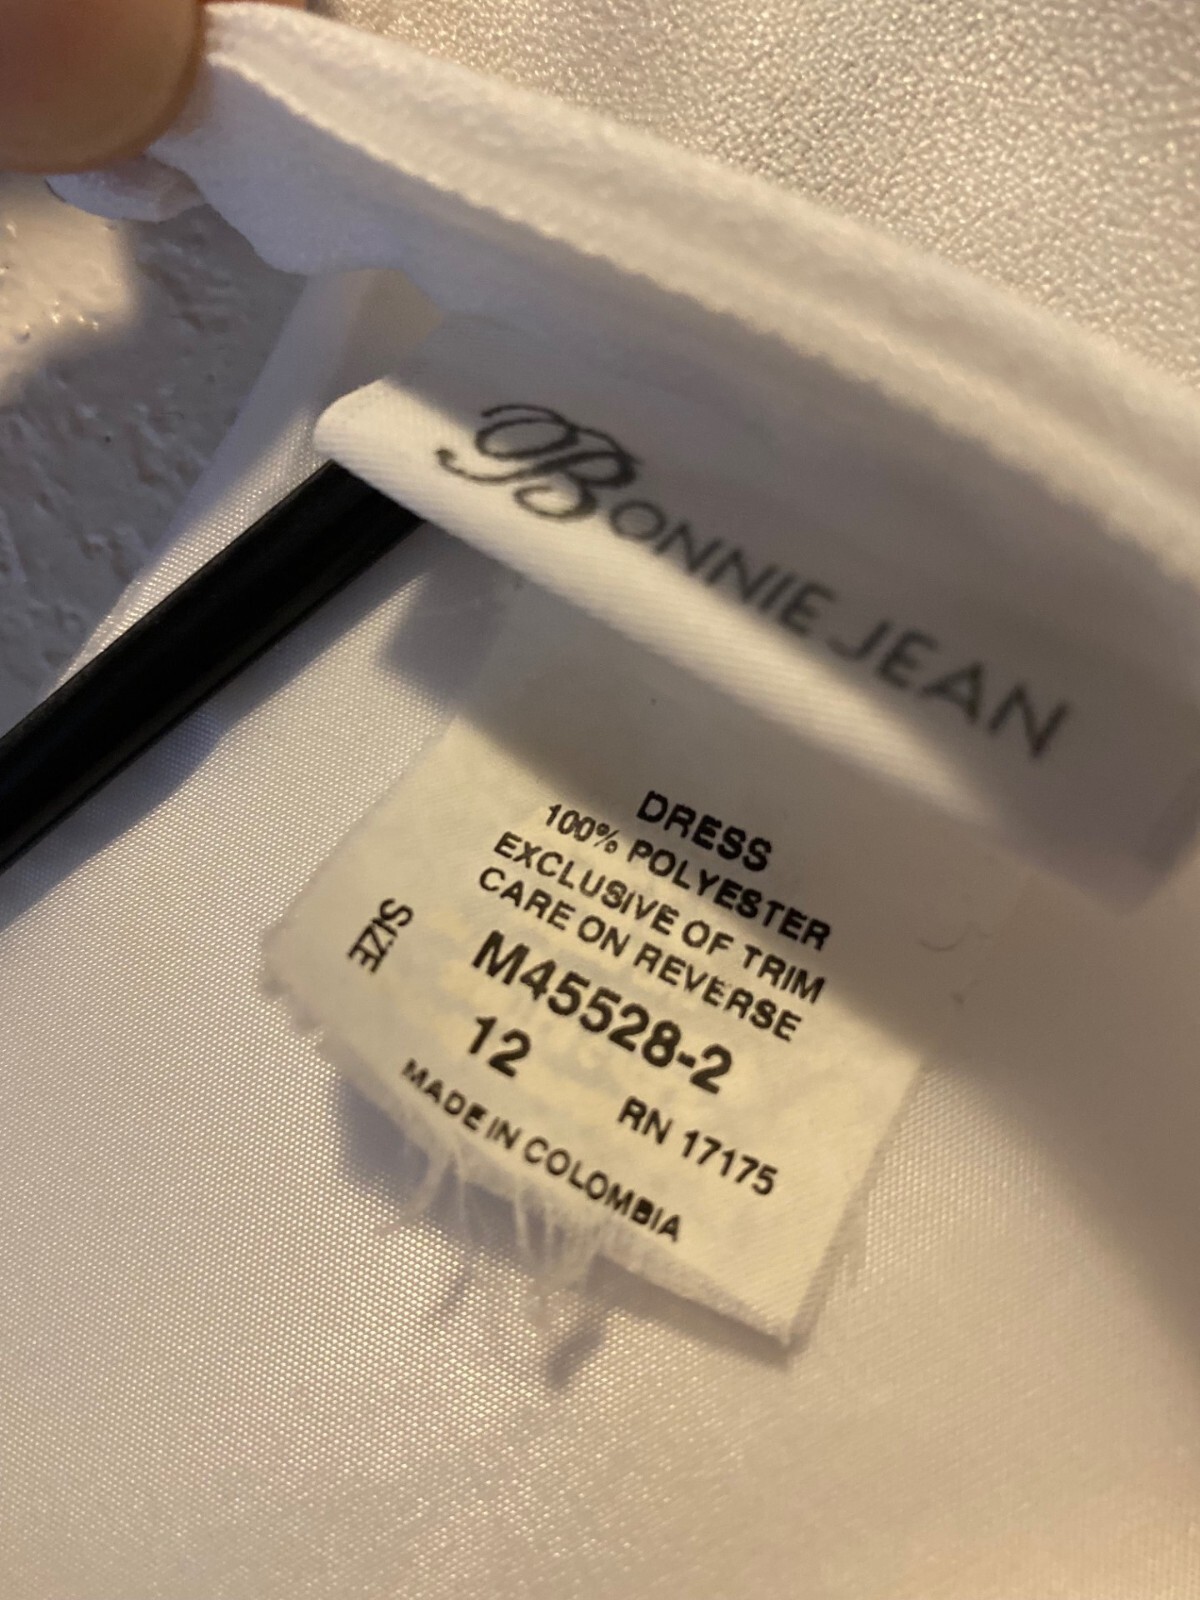 BONNIE JEAN
DRESS
100% POLYESTER
EXCLUSIVE OF TRIM
CARE ON REVERSE
M45528-2
SIZE
12
RN 17175
MADE IN COLOMBIA